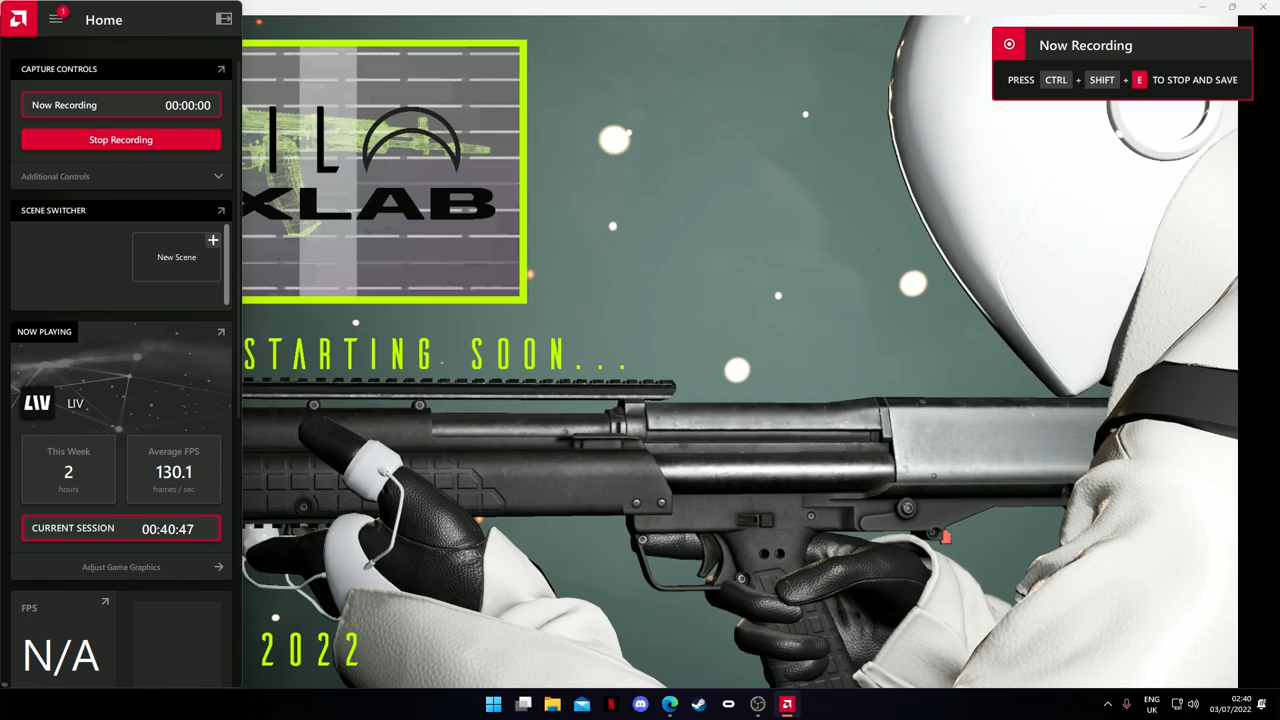 1
Home
CAPTURE CONTROLS
Now Recording 00:00:00
Stop Recording
Additional Controls
SCENE SWITCHER
New Scene
NOW PLAYING
LIV LIV
This Week
2
hours
Average FPS
130.1
frames / sec
CURRENT SESSION 00:40:47
Adjust Game Graphics
FPS
N/A
IL
XLAB
STARTING SOON...
2022
Now Recording
PRESS CTRL + SHIFT + E TO STOP AND SAVE
N
ENG
UK
02:40
03/07/2022